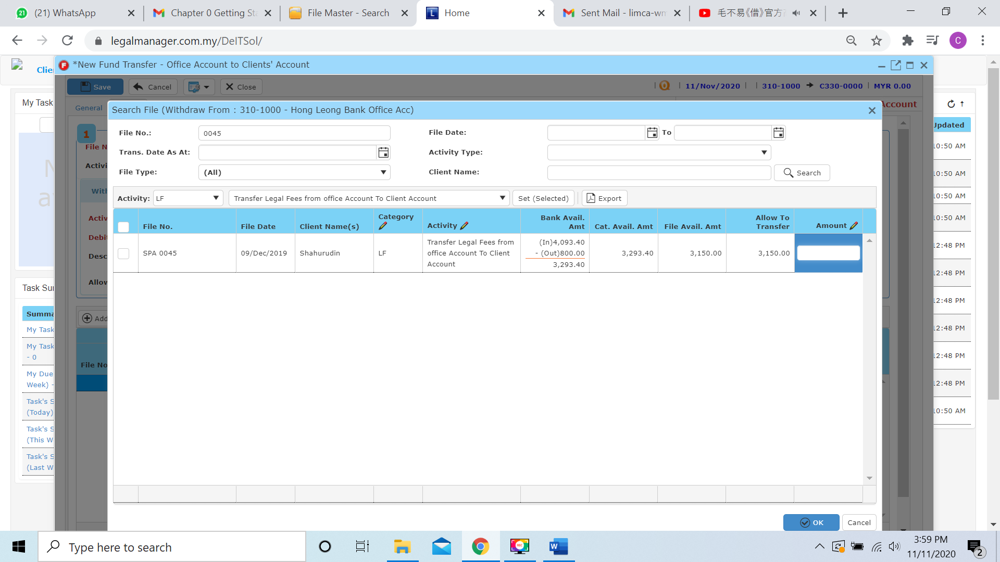 21 (21) WhatsApp
Chapter 0 Getting Sta
File Master - Search
L Home
Sent Mail - limca-wm
毛不易《借》官方
legalmanager.com.my/DeITSol/
C
Clie
*New Fund Transfer - Office Account to Clients' Account
Save Cancel Close
| Q | 11/Nov/2020 | | 310-1000 → C330-0000 | MYR 0.00
My Task
General
Account
Search File (Withdraw From : 310-1000 - Hong Leong Bank Office Acc)
File No.: 0045
File Date: To
Trans. Date As At:
Activity Type:
File Type: (All)
Client Name:
Search
Activity: LF
Transfer Legal Fees from office Account To Client Account
Set (Selected)
Export
File No.
File Date
Client Name(s)
Category
Activity
Bank Avail.
Amt
Cat. Avail. Amt
File Avail. Amt
Allow To
Transfer
Amount
SPA 0045
09/Dec/2019
Shahurudin
LF
Transfer Legal Fees from
office Account To Client
Account
(In)4,093.40
- (Out)800.00
3,293.40
3,293.40
3,150.00
3,150.00
OK
Cancel
1
File N
Activi
With
Activ
Debit
Desc
Allow
Add
File No
N
at
Task Sum
Summa
My Task
My Task
- 0
My Due
Week) -
Task's S
(Today)
Task's S
(This W
Task's S
(Last W
Updated
10:50 AM
10:50 AM
10:50 AM
10:50 AM
12:48 PM
12:48 PM
12:48 PM
12:48 PM
12:48 PM
12:48 PM
10:50 AM
Type here to search
REC
W
3:59 PM
11/11/2020
2